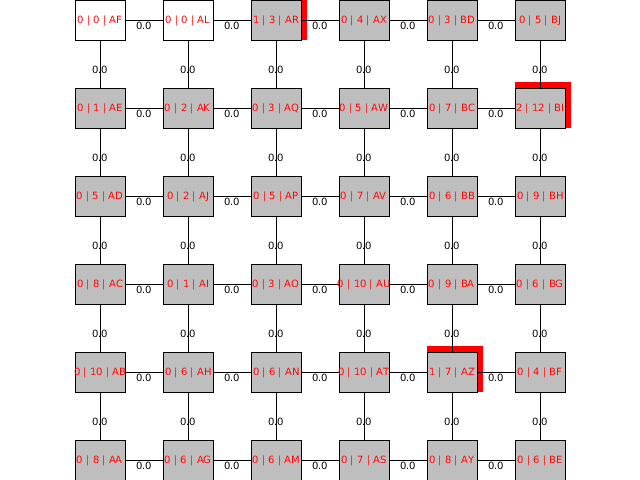 0 | 0 | AF 0.0 0 | 0 | AL 0.0 1 | 3 | AR 0.0 0 | 4 | AX 0.0 0 | 3 | BD 0.0 0 | 5 | BJ
0.0 0.0 0.0 0.0 0.0 0.0
0 | 1 | AE 0.0 0 | 2 | AK 0.0 0 | 3 | AQ 0.0 0 | 5 | AW 0.0 0 | 7 | BC 0.0 2 | 12 | BI
0.0 0.0 0.0 0.0 0.0 0.0
0 | 5 | AD 0.0 0 | 2 | AJ 0.0 0 | 5 | AP 0.0 0 | 7 | AV 0.0 0 | 6 | BB 0.0 0 | 9 | BH
0.0 0.0 0.0 0.0 0.0 0.0
0 | 8 | AC 0.0 0 | 1 | AI 0.0 0 | 3 | AO 0.0 0 | 10 | AU 0.0 0 | 9 | BA 0.0 0 | 6 | BG
0.0 0.0 0.0 0.0 0.0 0.0
0 | 10 | AB 0.0 0 | 6 | AH 0.0 0 | 6 | AN 0.0 0 | 10 | AT 0.0 1 | 7 | AZ 0.0 0 | 4 | BF
0.0 0.0 0.0 0.0 0.0 0.0
0 | 8 | AA 0.0 0 | 6 | AG 0.0 0 | 6 | AM 0.0 0 | 7 | AS 0.0 0 | 8 | AY 0.0 0 | 6 | BE